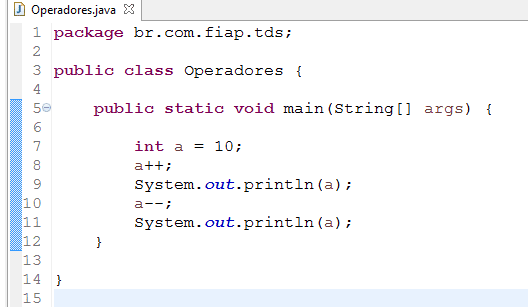 Operadores.java
1 package br.com.fiap.tds;
2
3 public class Operadores {
4
5 public static void main(String[] args) {
6
7 int a = 10;
8 a++;
9 System.out.println(a);
10 a--;
11 System.out.println(a);
12 }
13
14 }
15